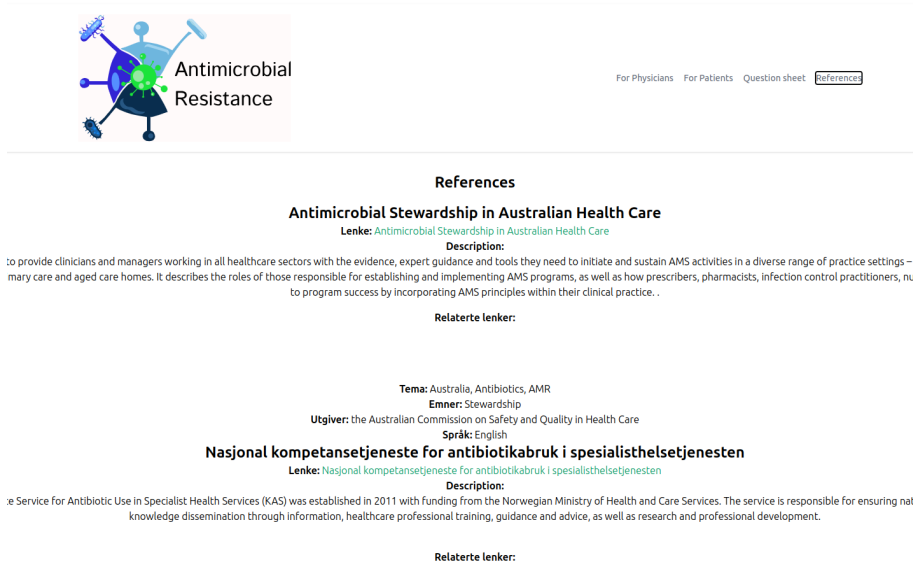 Antimicrobial
Resistance
For Physicians For Patients Question sheet References
References
Antimicrobial Stewardship in Australian Health Care
Lenke: Antimicrobial Stewardship in Australian Health Care
Description:
to provide clinicians and managers working in all healthcare sectors with the evidence, expert guidance and tools they need to initiate and sustain AMS activities in a diverse range of practice settings –
mary care and aged care homes. It describes the roles of those responsible for establishing and implementing AMS programs, as well as how prescribers, pharmacists, infection control practitioners, nu
to program success by incorporating AMS principles within their clinical practice. .
Relaterte lenker:
Tema: Australia, Antibiotics, AMR
Emner: Stewardship
Utgiver: the Australian Commission on Safety and Quality in Health Care
Språk: English
Nasjonal kompetansetjeneste for antibiotikabruk i spesialisthelsetjenesten
Lenke: Nasjonal kompetansetjeneste for antibiotikabruk i spesialisthelsetjenesten
Description:
ce Service for Antibiotic Use in Specialist Health Services (KAS) was established in 2011 with funding from the Norwegian Ministry of Health and Care Services. The service is responsible for ensuring nat
knowledge dissemination through information, healthcare professional training, guidance and advice, as well as research and professional development.
Relaterte lenker: